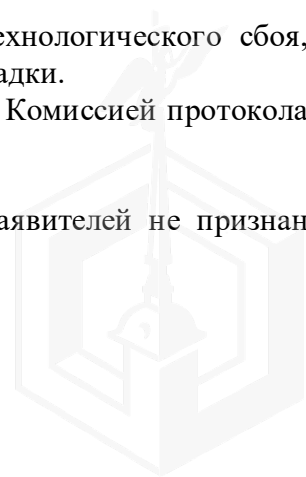 ехнологического сбоя,
адки.
Комиссией протокола
аявителей не признан